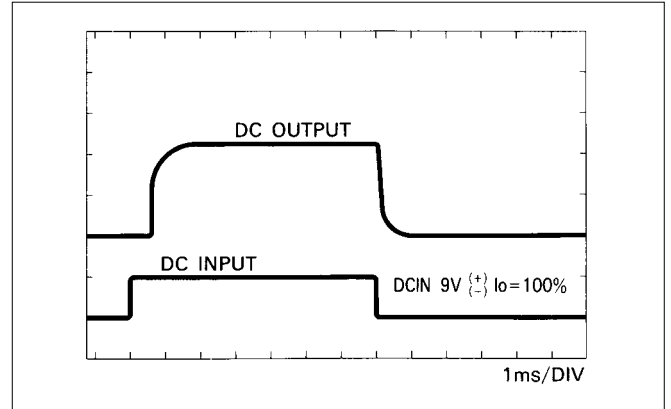 DC OUTPUT
DC INPUT
DCIN 9V (+) (−) Io=100%
1ms/DIV